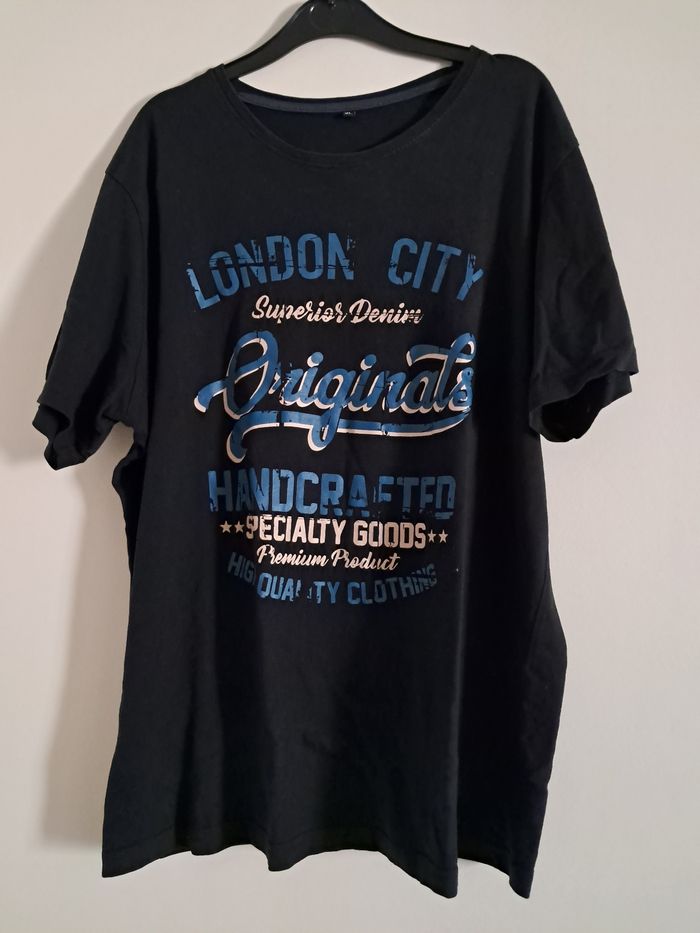 LONDON CITY
Superior Denim
Originals
HANDCRAFTED
★★SPECIALTY GOODS★★
Premium Product
HIGH QUALITY CLOTHING